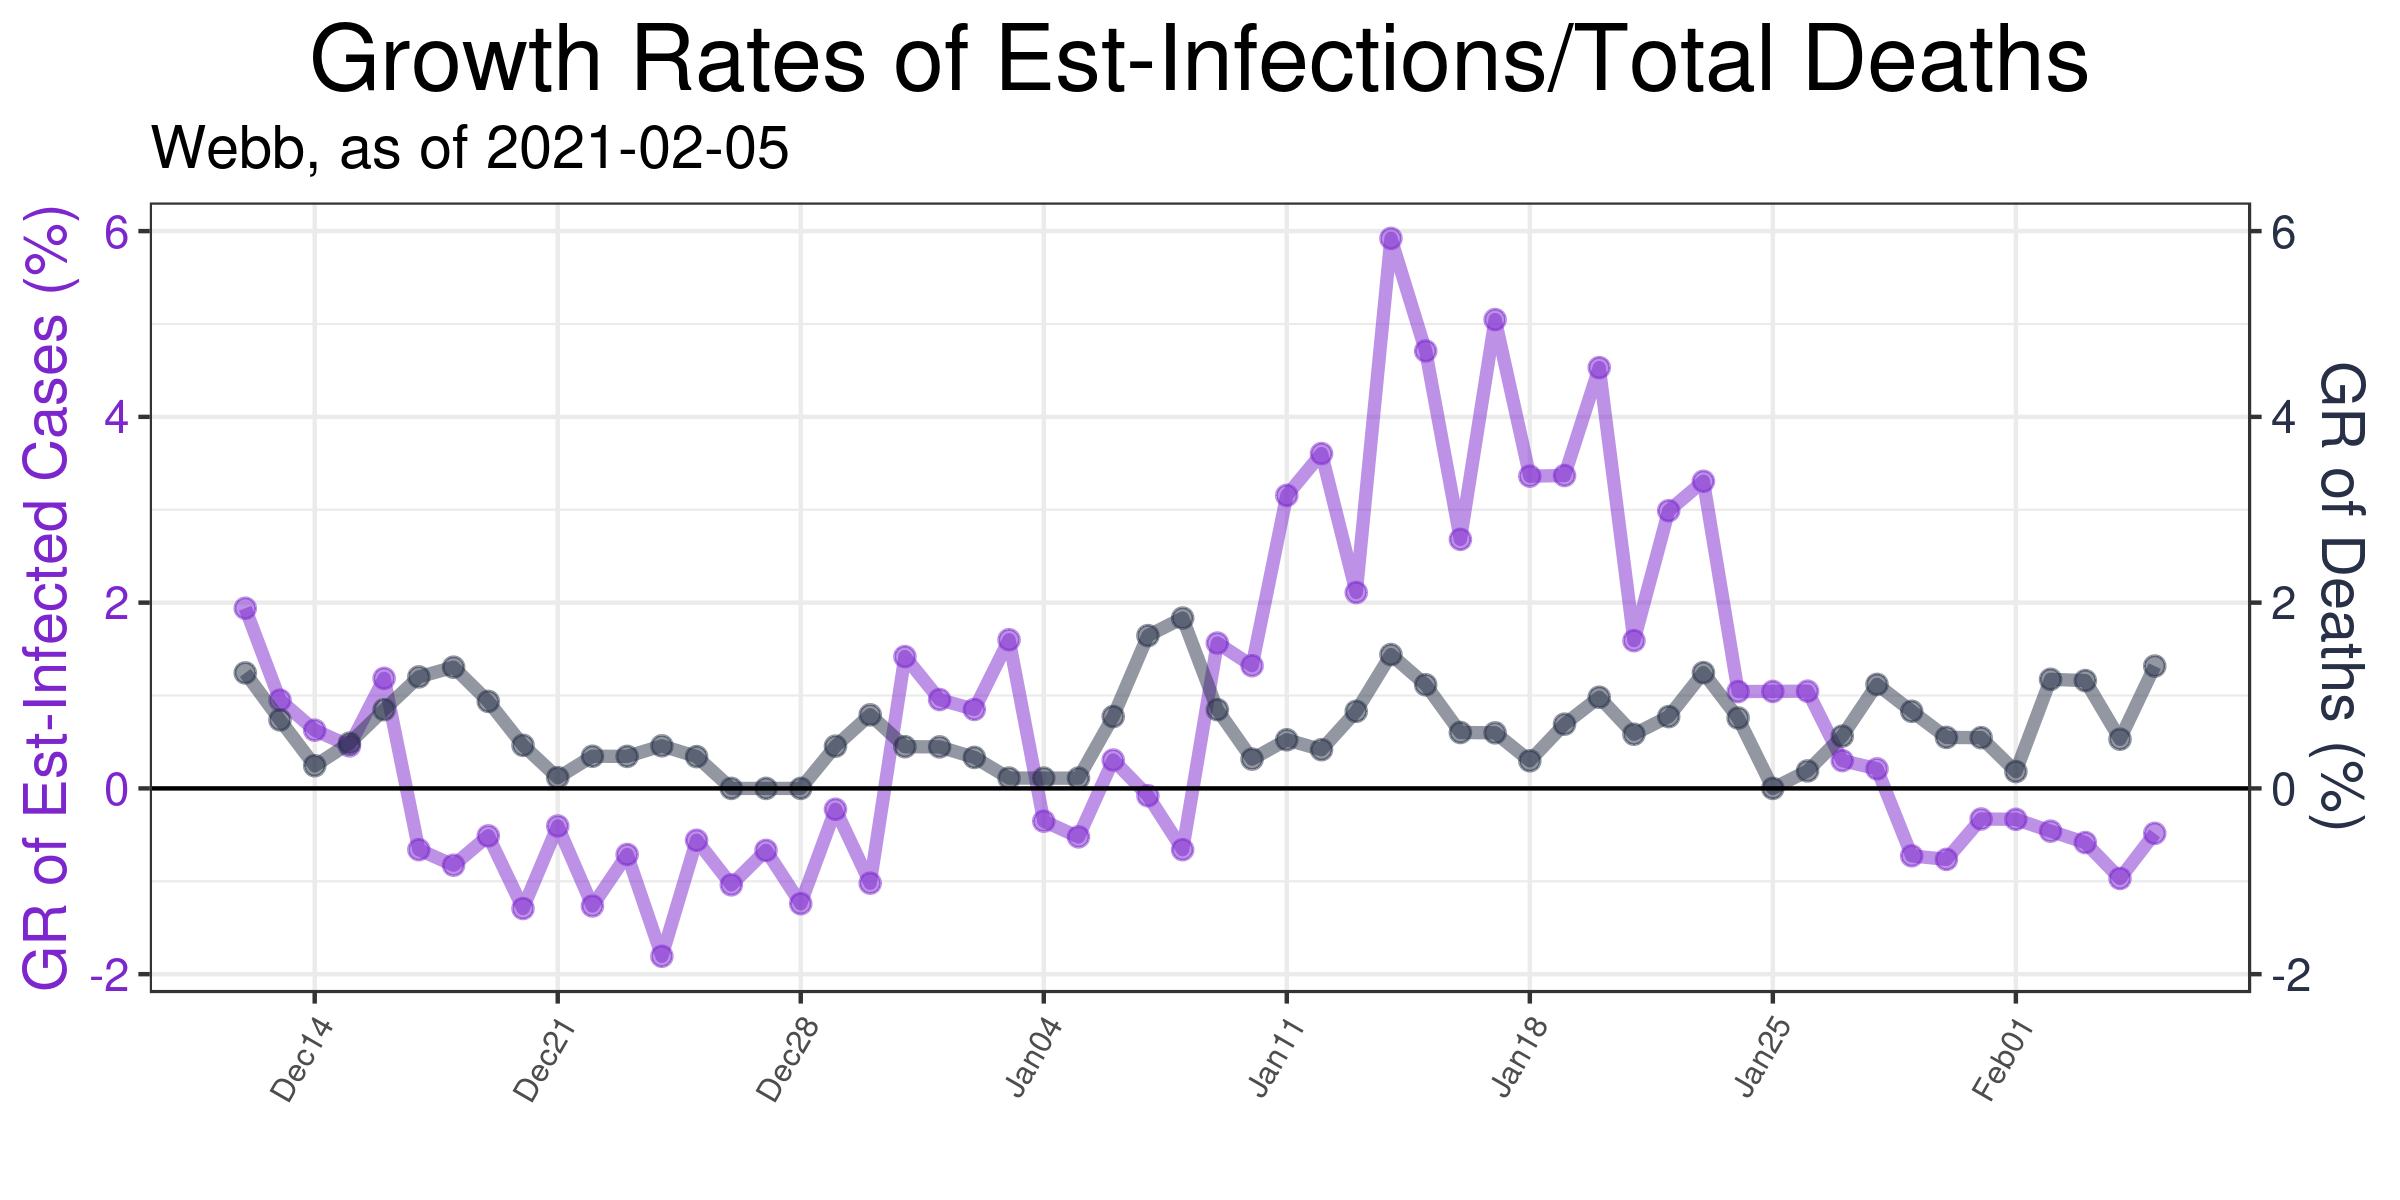 Growth Rates of Est-Infections/Total Deaths
Webb, as of 2021-02-05
GR of Est-Infected Cases (%)
6
4
2
0
-2
6
4
2
0
-2
GR of Deaths (%)
Dec14
Dec21
Dec28
Jan04
Jan11
Jan18
Jan25
Feb01